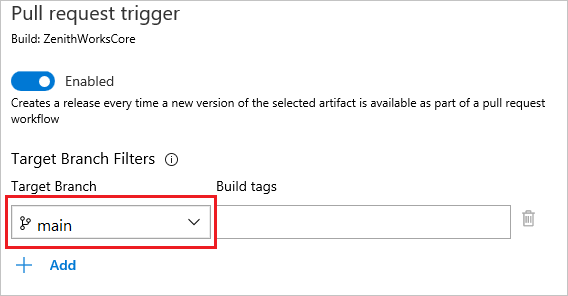 Pull request trigger
Build: ZenithWorksCore
Enabled
Creates a release every time a new version of the selected artifact is available as part of a pull request
workflow
Target Branch Filters
Target Branch Build tags
main
Add